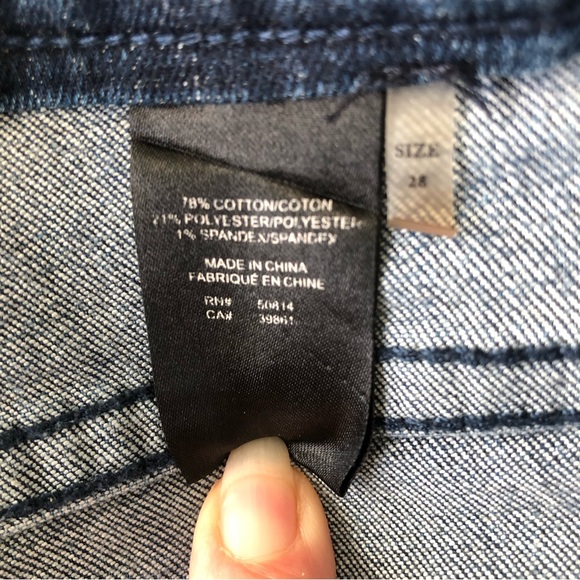 78% COTTON/COTON
21% POLYESTER/POLYESTER
1% SPANDEX/SPANDEX
MADE IN CHINA
FABRIQUÉ EN CHINE
RN# 50814
CA# 39861
SIZE
28